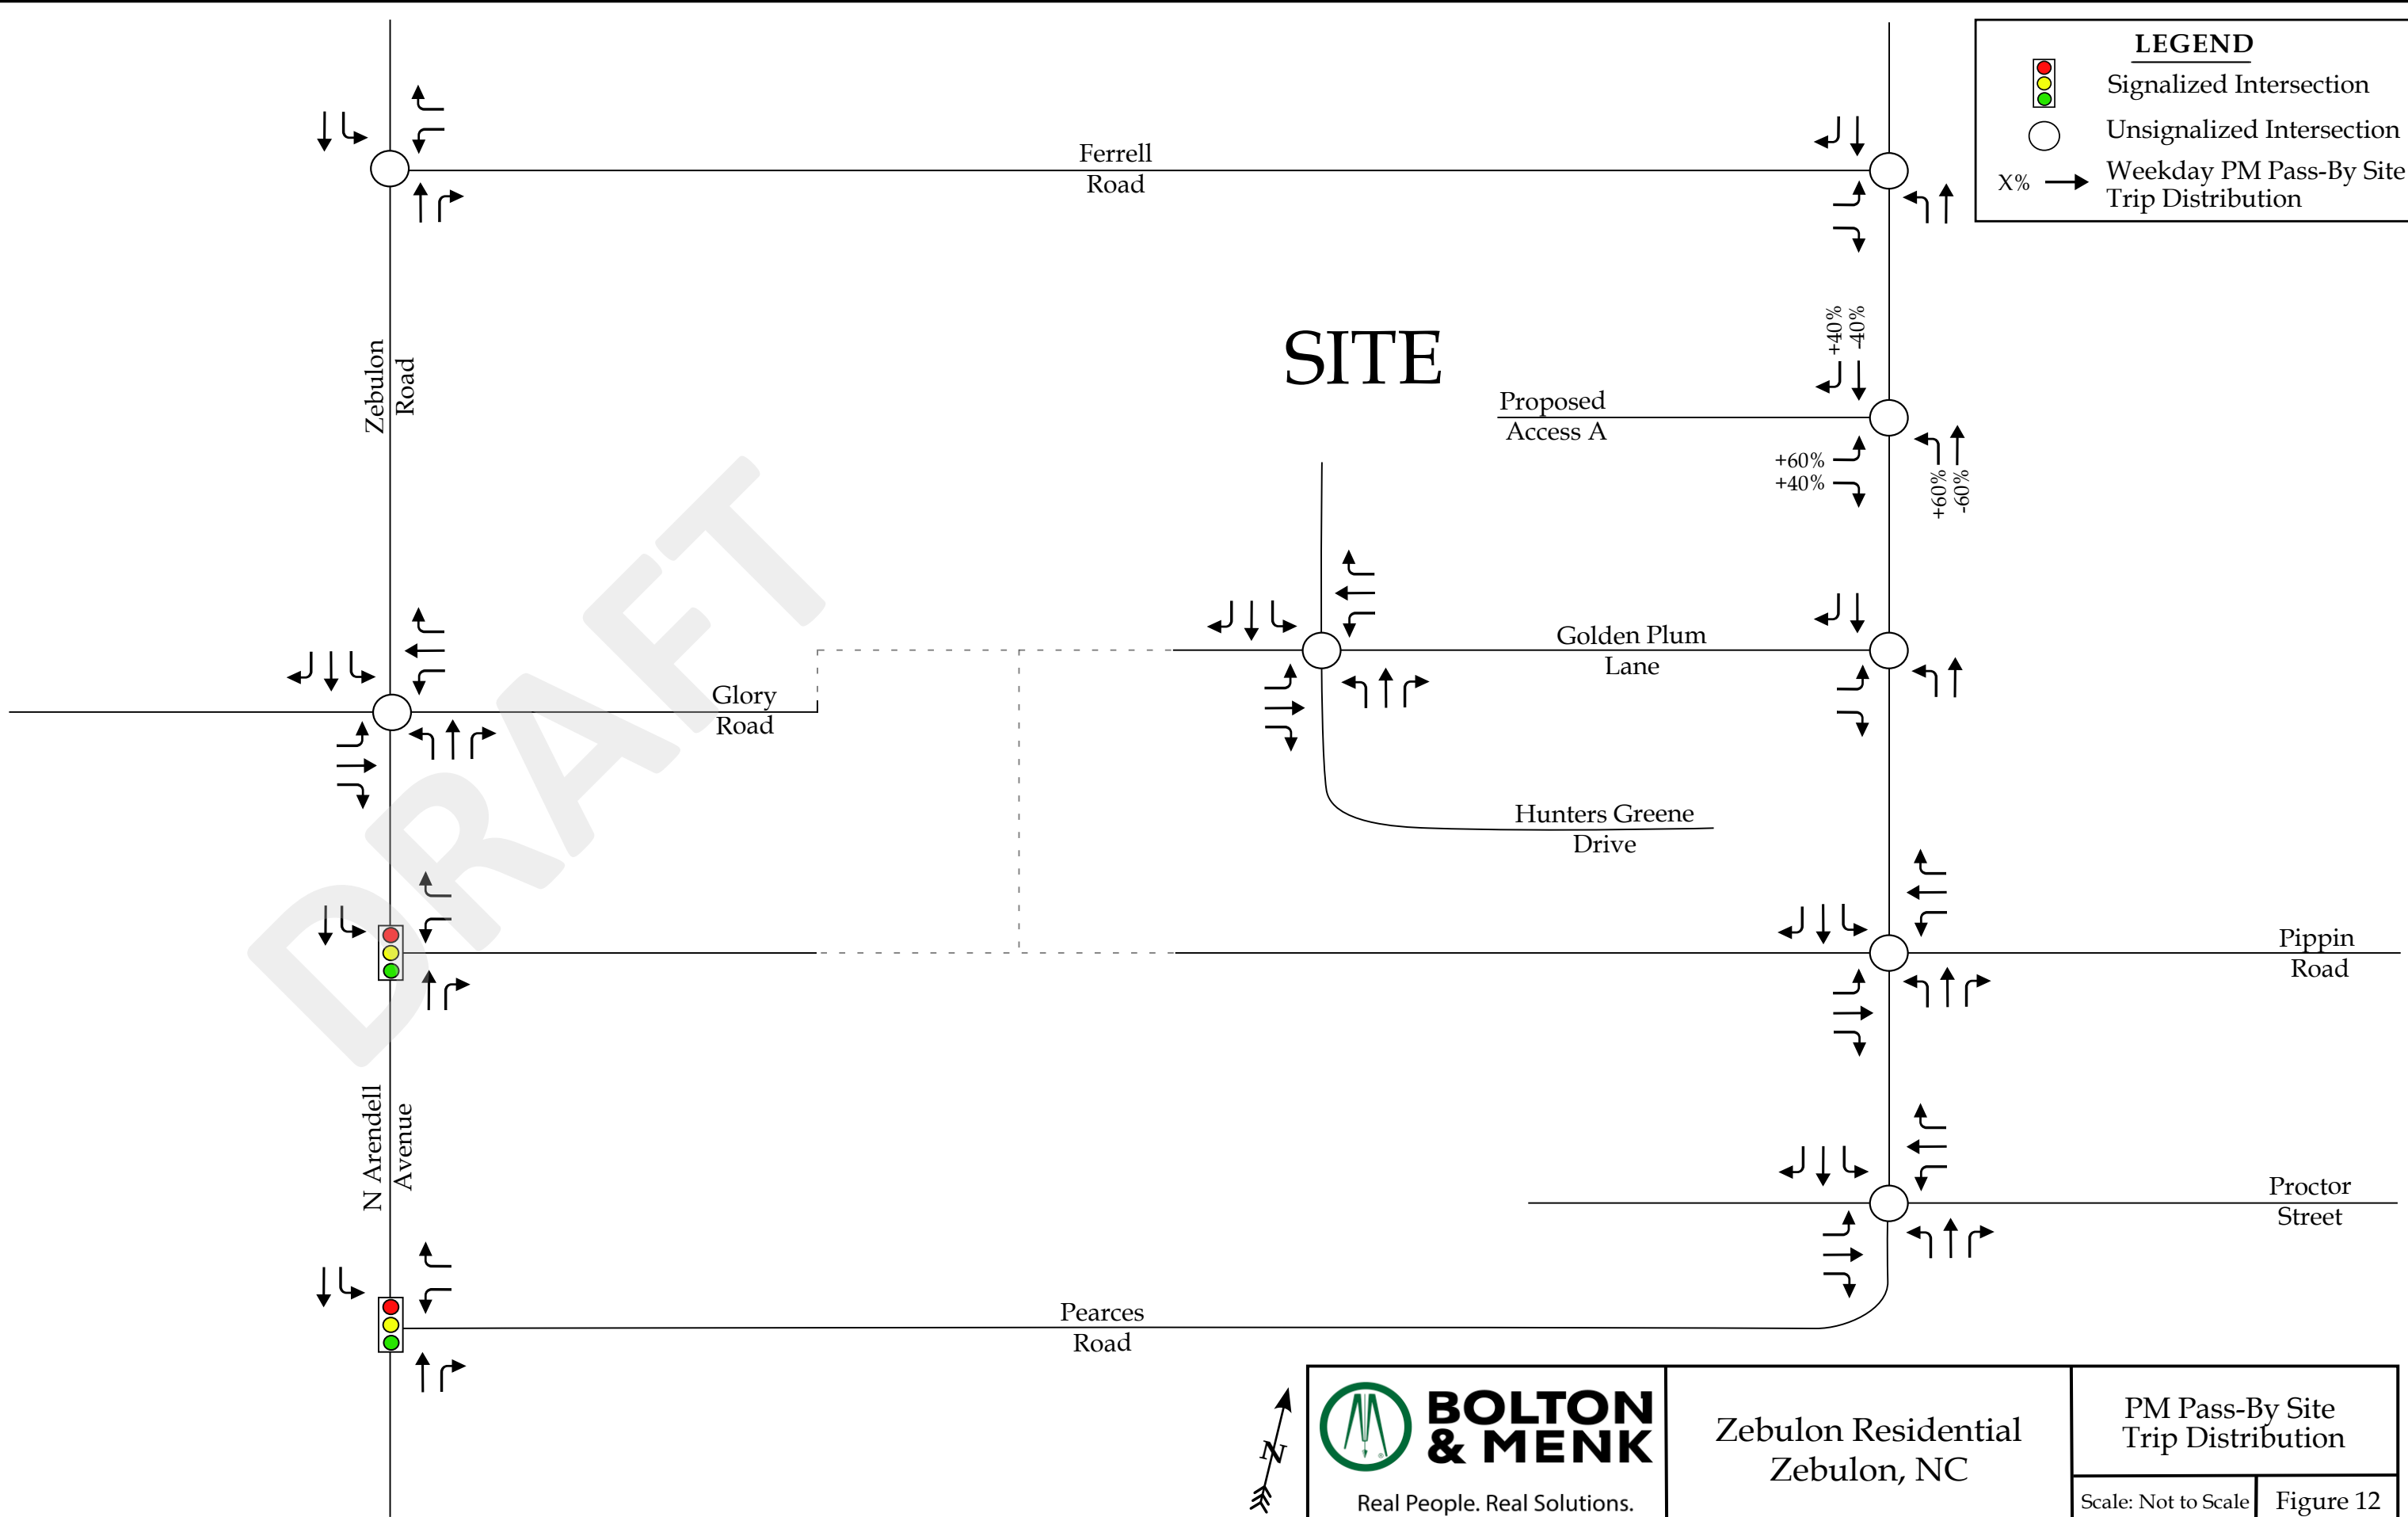 LEGEND
Signalized Intersection
Unsignalized Intersection
X%
Weekday PM Pass-By Site
Trip Distribution
Ferrell
Road
SITE
+40%
-40%
Proposed
Access A
+60%
+40%
+60%
-60%
Zebulon
Road
Golden Plum
Lane
Glory
Road
Hunters Greene
Drive
DRAFT
Pippin
Road
N Arendell
Avenue
Proctor
Street
Pearces
Road
N
BOLTON
& MENK
Real People. Real Solutions.
Zebulon Residential
Zebulon, NC
PM Pass-By Site
Trip Distribution
Scale: Not to Scale
Figure 12